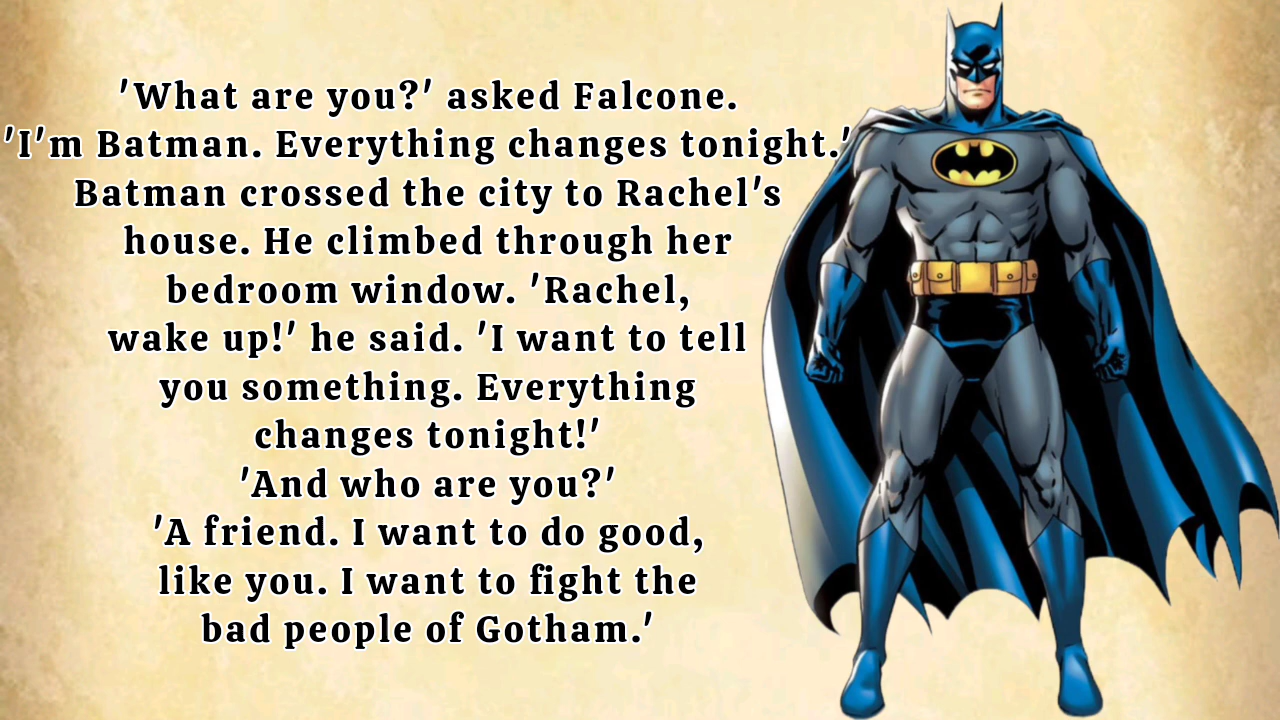 'What are you?' asked Falcone.
'I'm Batman. Everything changes tonight.'
Batman crossed the city to Rachel's
house. He climbed through her
bedroom window. 'Rachel,
wake up!' he said. 'I want to tell
you something. Everything
changes tonight!'
'And who are you?'
'A friend. I want to do good,
like you. I want to fight the
bad people of Gotham.'